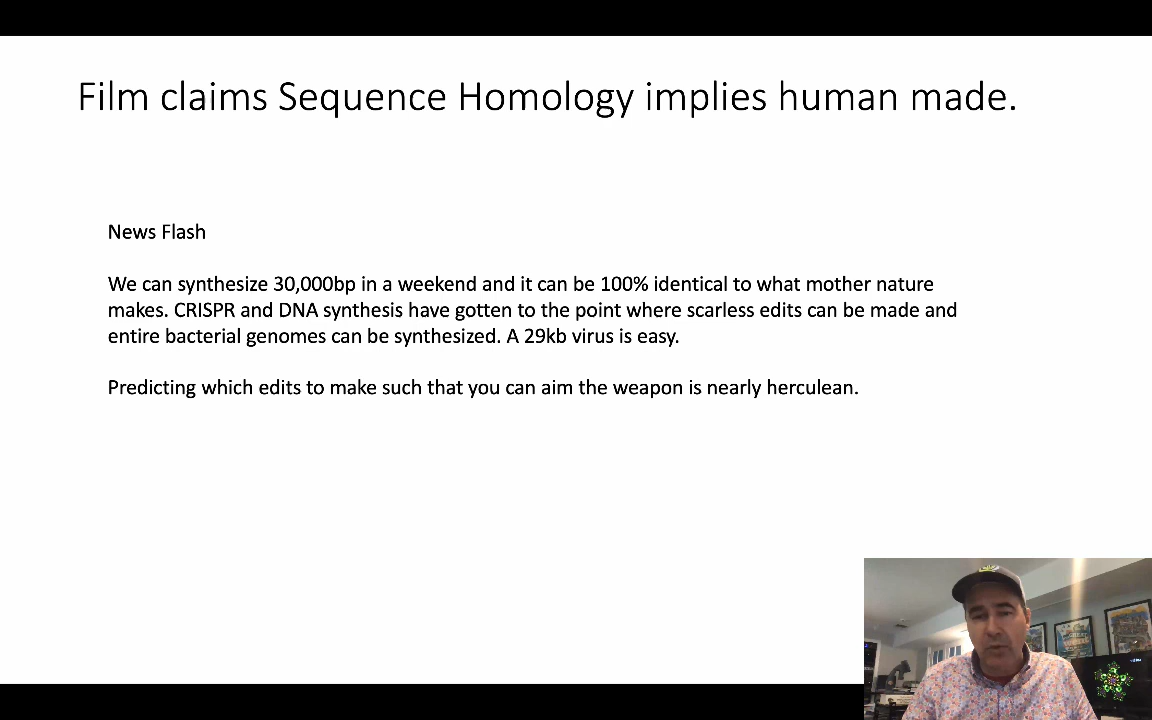 Film claims Sequence Homology implies human made.
News Flash
We can synthesize 30,000bp in a weekend and it can be 100% identical to what mother nature
makes. CRISPR and DNA synthesis have gotten to the point where scarless edits can be made and
entire bacterial genomes can be synthesized. A 29kb virus is easy.
Predicting which edits to make such that you can aim the weapon is nearly herculean.